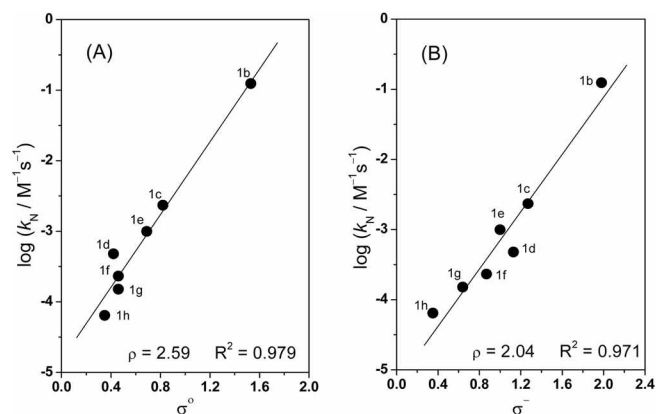 (A)
log (kN / M⁻¹s⁻¹)
0
-1
-2
-3
-4
-5
1b
1c
1e
1d
1f
1g
1h
ρ = 2.59 R² = 0.979
0.0 0.4 0.8 1.2 1.6 2.0
σº
(B)
log (kN / M⁻¹s⁻¹)
0
-1
-2
-3
-4
-5
1b
1c
1e
1d
1g
1f
1h
ρ = 2.04 R² = 0.971
0.0 0.4 0.8 1.2 1.6 2.0 2.4
σ⁻